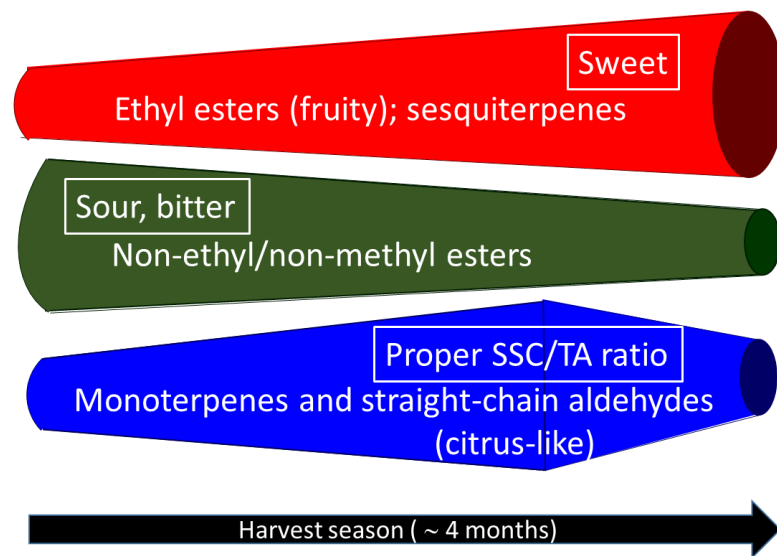 Sweet
Ethyl esters (fruity); sesquiterpenes
Sour, bitter
Non-ethyl/non-methyl esters
Proper SSC/TA ratio
Monoterpenes and straight-chain aldehydes
(citrus-like)
Harvest season ( ~ 4 months)